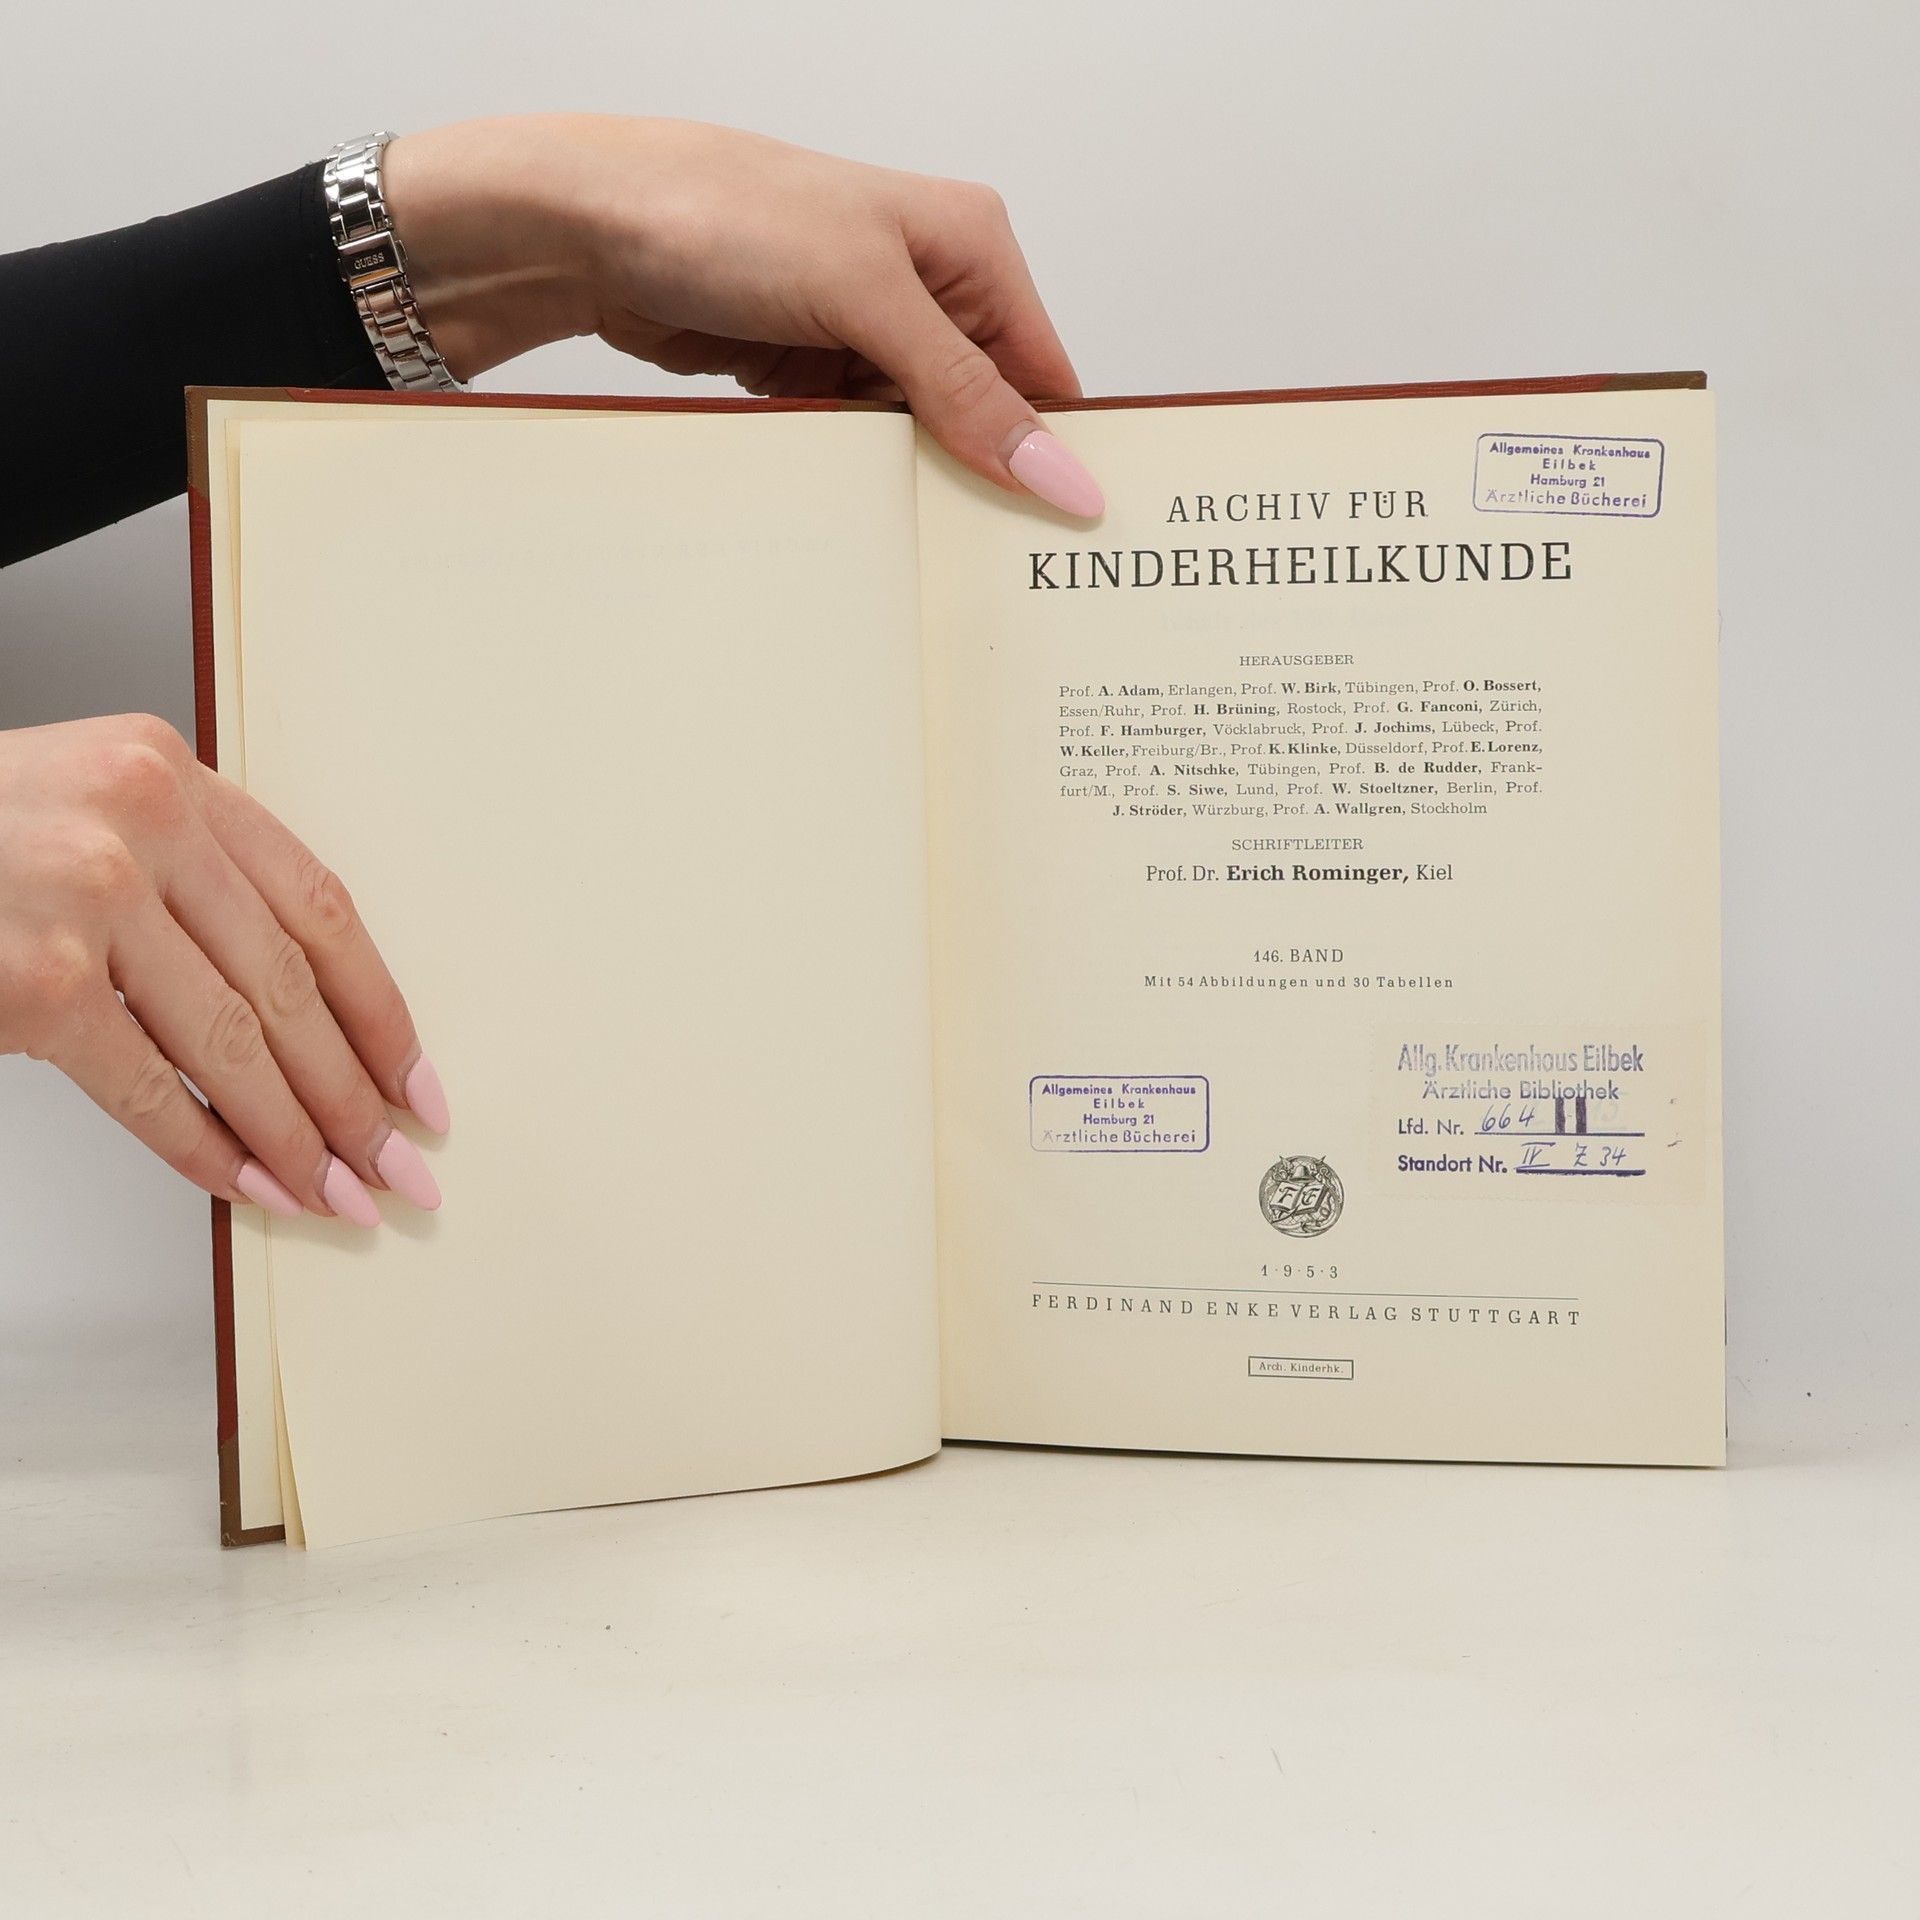 GUESS
Allgemeines Krankenhaus
Eilbek
Hamburg 21
Ärztliche Bücherei
ARCHIV FÜR
KINDERHEILKUNDE
HERAUSGEBER
Prof. A. Adam, Erlangen, Prof. W. Birk, Tübingen, Prof. O. Bossert,
Essen/Ruhr, Prof. H. Brüning, Rostock, Prof. G. Fanconi, Zürich,
Prof. F. Hamburger, Vöcklabruck, Prof. J. Jochims, Lübeck, Prof.
W. Keller, Freiburg/Br., Prof. K. Klinke, Düsseldorf, Prof. E. Lorenz,
Graz, Prof. A. Nitschke, Tübingen, Prof. B. de Rudder, Frank-
furt/M., Prof. S. Siwe, Lund, Prof. W. Stoeltzner, Berlin, Prof.
J. Ströder, Würzburg, Prof. A. Wallgren, Stockholm
SCHRIFTLEITER
Prof. Dr. Erich Rominger, Kiel
146. BAND
Mit 54 Abbildungen und 30 Tabellen
Allg. Krankenhaus Eilbek
Ärztliche Bibliothek
Lfd. Nr. 664
Standort Nr. IV Z 34
Allgemeines Krankenhaus
Eilbek
Hamburg 21
Ärztliche Bücherei
F E
1·9·5·3
FERDINAND ENKE VERLAG STUTTGART
Arch. Kinderhk.